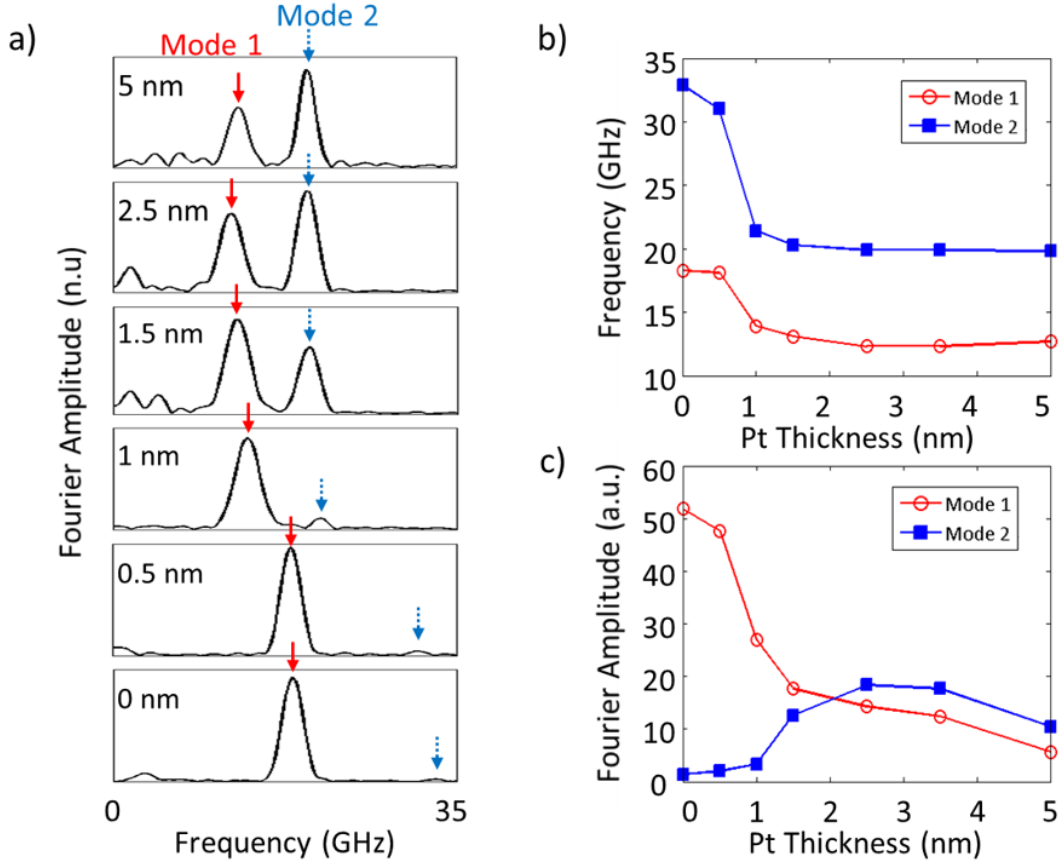 a)
Mode 2
Mode 1
5 nm
2.5 nm
1.5 nm
1 nm
0.5 nm
0 nm
Fourier Amplitude (n.u)
0
35
Frequency (GHz)
b)
35
30
25
20
15
10
Frequency (GHz)
Mode 1
Mode 2
0 1 2 3 4 5
Pt Thickness (nm)
c)
60
50
40
30
20
10
0
Fourier Amplitude (a.u.)
Mode 1
Mode 2
0 1 2 3 4 5
Pt Thickness (nm)